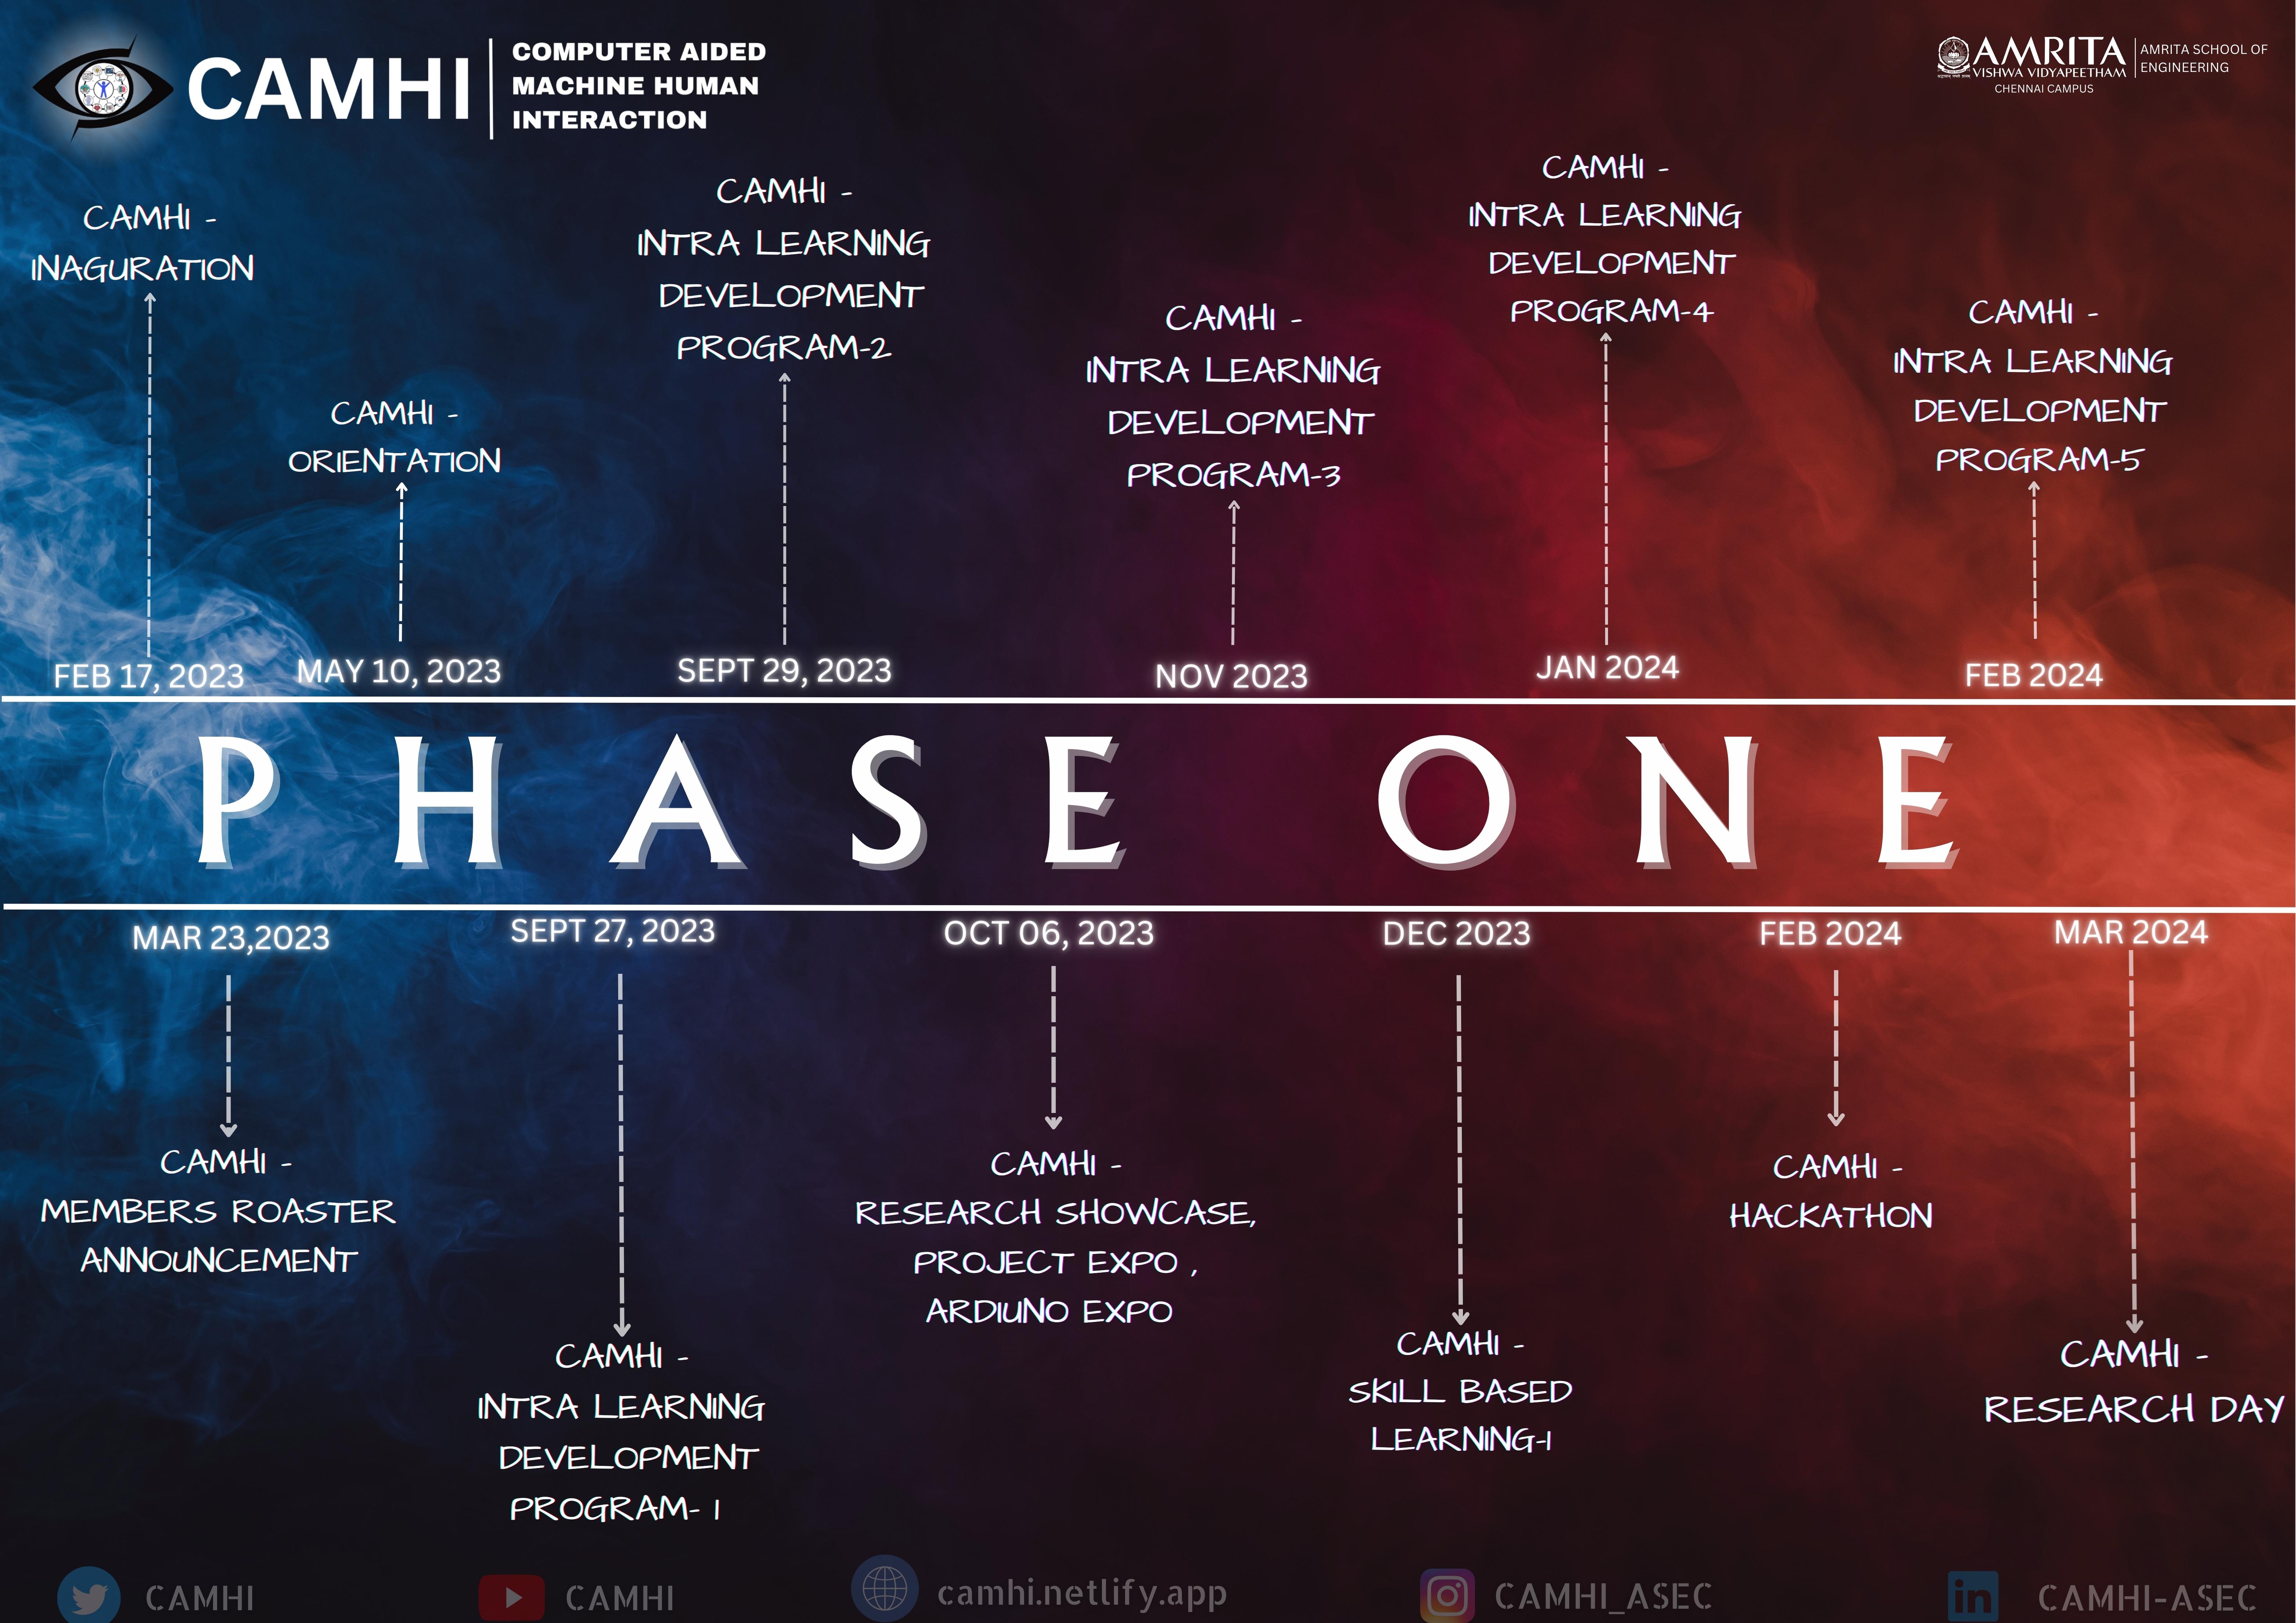 CAMHI
COMPUTER AIDED
MACHINE HUMAN
INTERACTION
AMRITA
VISHWA VIDYAPEETHAM
CHENNAI CAMPUS
AMRITA SCHOOL OF
ENGINEERING
CAMHI -
INAGURATION
FEB 17, 2023
CAMHI -
ORIENTATION
MAY 10, 2023
CAMHI -
INTRA LEARNING
DEVELOPMENT
PROGRAM-2
SEPT 29, 2023
CAMHI -
INTRA LEARNING
DEVELOPMENT
PROGRAM-3
NOV 2023
CAMHI -
INTRA LEARNING
DEVELOPMENT
PROGRAM-4
JAN 2024
CAMHI -
INTRA LEARNING
DEVELOPMENT
PROGRAM-5
FEB 2024
PHASE ONE
MAR 23,2023
CAMHI -
MEMBERS ROASTER
ANNOUNCEMENT
SEPT 27, 2023
CAMHI -
INTRA LEARNING
DEVELOPMENT
PROGRAM- 1
OCT 06, 2023
CAMHI -
RESEARCH SHOWCASE,
PROJECT EXPO ,
ARDIUNO EXPO
DEC 2023
CAMHI -
SKILL BASED
LEARNING-1
FEB 2024
CAMHI -
HACKATHON
MAR 2024
CAMHI -
RESEARCH DAY
CAMHI
CAMHI
camhi.netlify.app
CAMHI_ASEC
CAMHI-ASEC